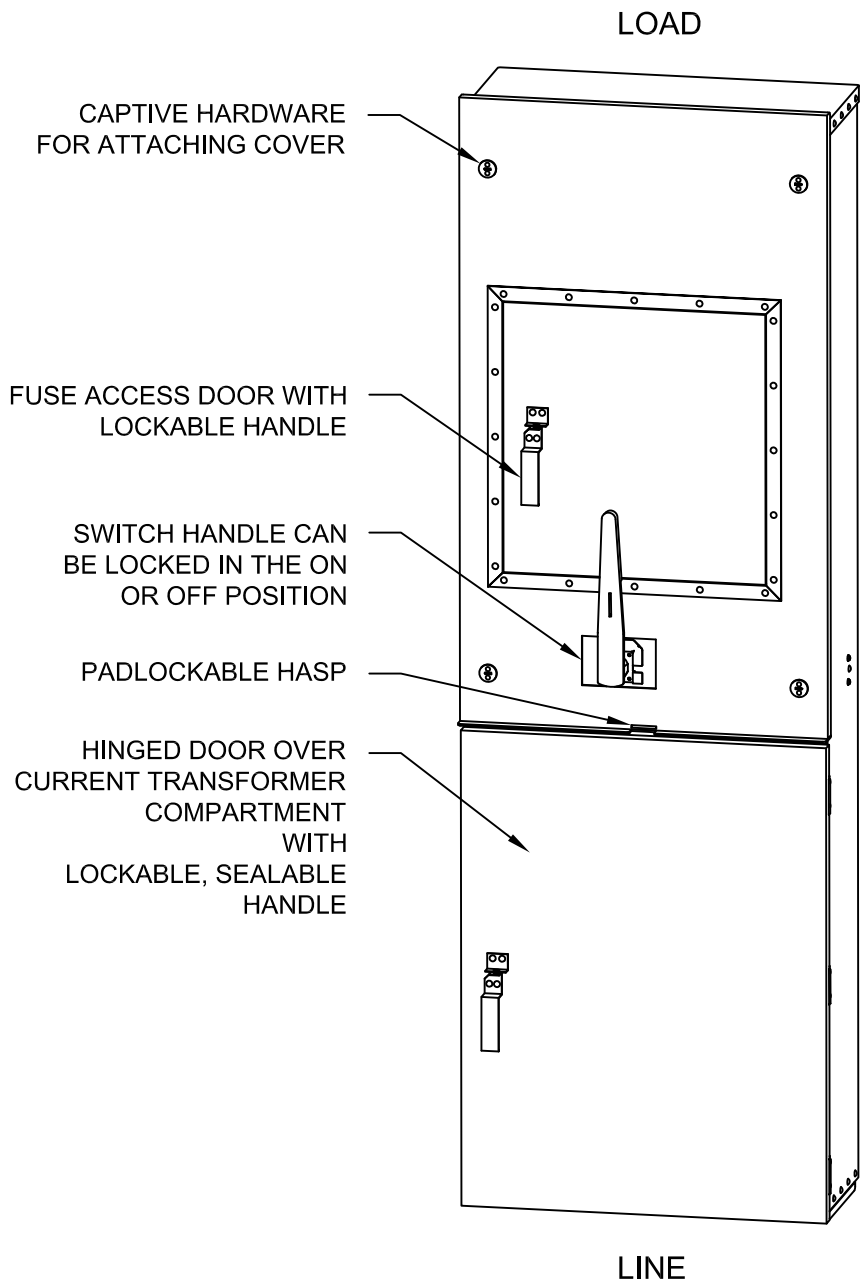 LOAD
CAPTIVE HARDWARE
FOR ATTACHING COVER
FUSE ACCESS DOOR WITH
LOCKABLE HANDLE
SWITCH HANDLE CAN
BE LOCKED IN THE ON
OR OFF POSITION
PADLOCKABLE HASP
HINGED DOOR OVER
CURRENT TRANSFORMER
COMPARTMENT
WITH
LOCKABLE, SEALABLE
HANDLE
LINE